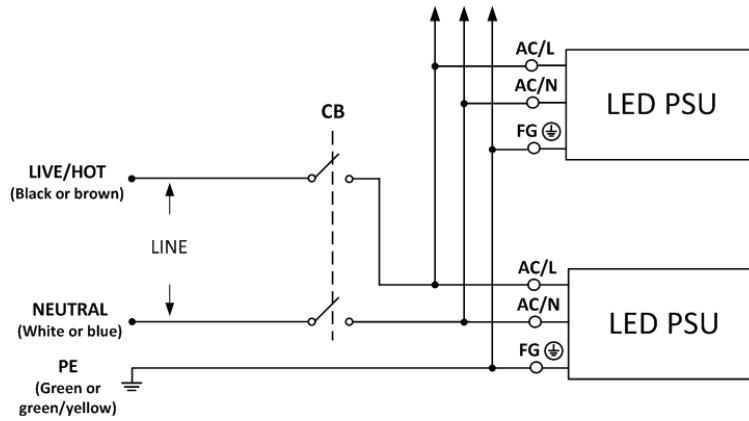 AC/L
AC/N
FG
LED PSU
CB
LIVE/HOT
(Black or brown)
LINE
NEUTRAL
(White or blue)
PE
(Green or
green/yellow)
AC/L
AC/N
FG
LED PSU